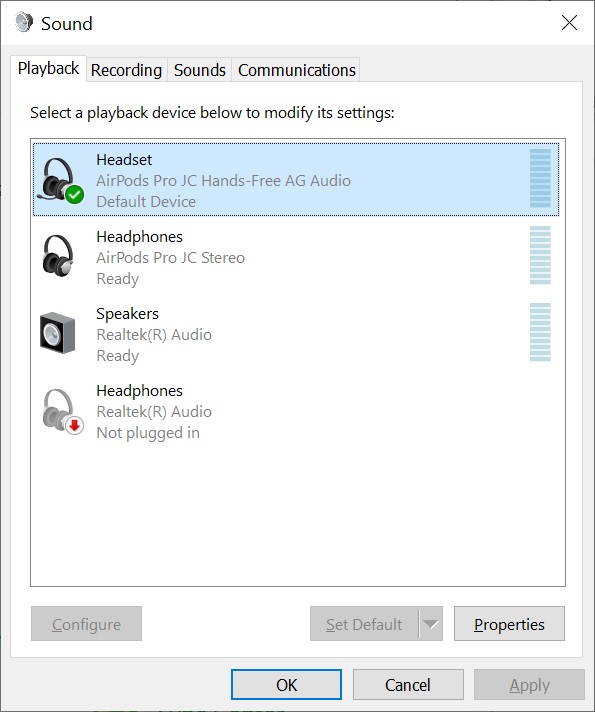 Sound
Playback Recording Sounds Communications
Select a playback device below to modify its settings:
Headset
AirPods Pro JC Hands-Free AG Audio
Default Device
Headphones
AirPods Pro JC Stereo
Ready
Speakers
Realtek(R) Audio
Ready
Headphones
Realtek(R) Audio
Not plugged in
Configure Set Default Properties
OK Cancel Apply